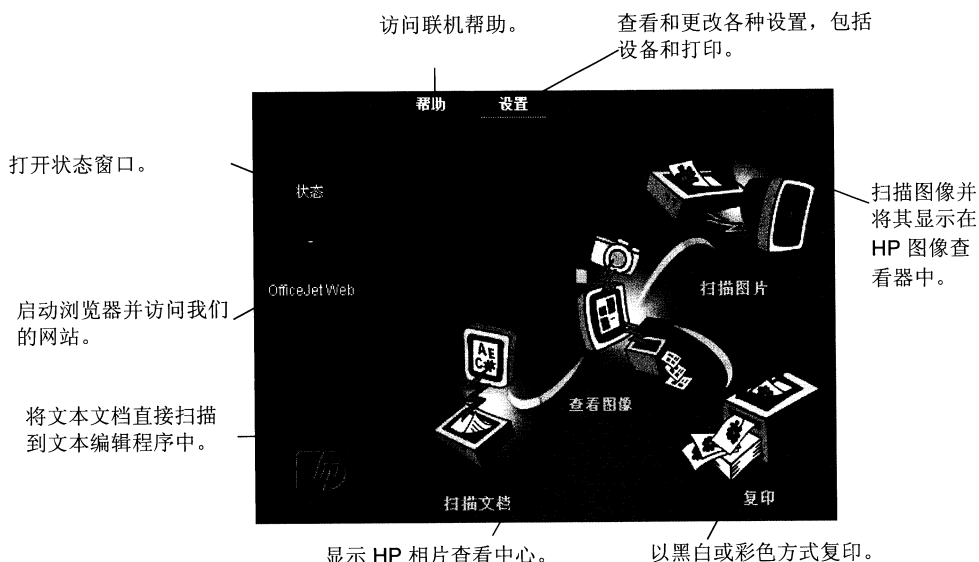 访问联机帮助。
查看和更改各种设置，包括
设备和打印。
帮助
设置
打开状态窗口。
状态
扫描图像并
将其显示在
HP 图像查
看器中。
扫描图片
OfficeJet Web
启动浏览器并访问我们
的网站。
查看图像
将文本文档直接扫描
到文本编辑程序中。
hp
扫描文档
复印
显示 HP 相片查看中心。
以黑白或彩色方式复印。